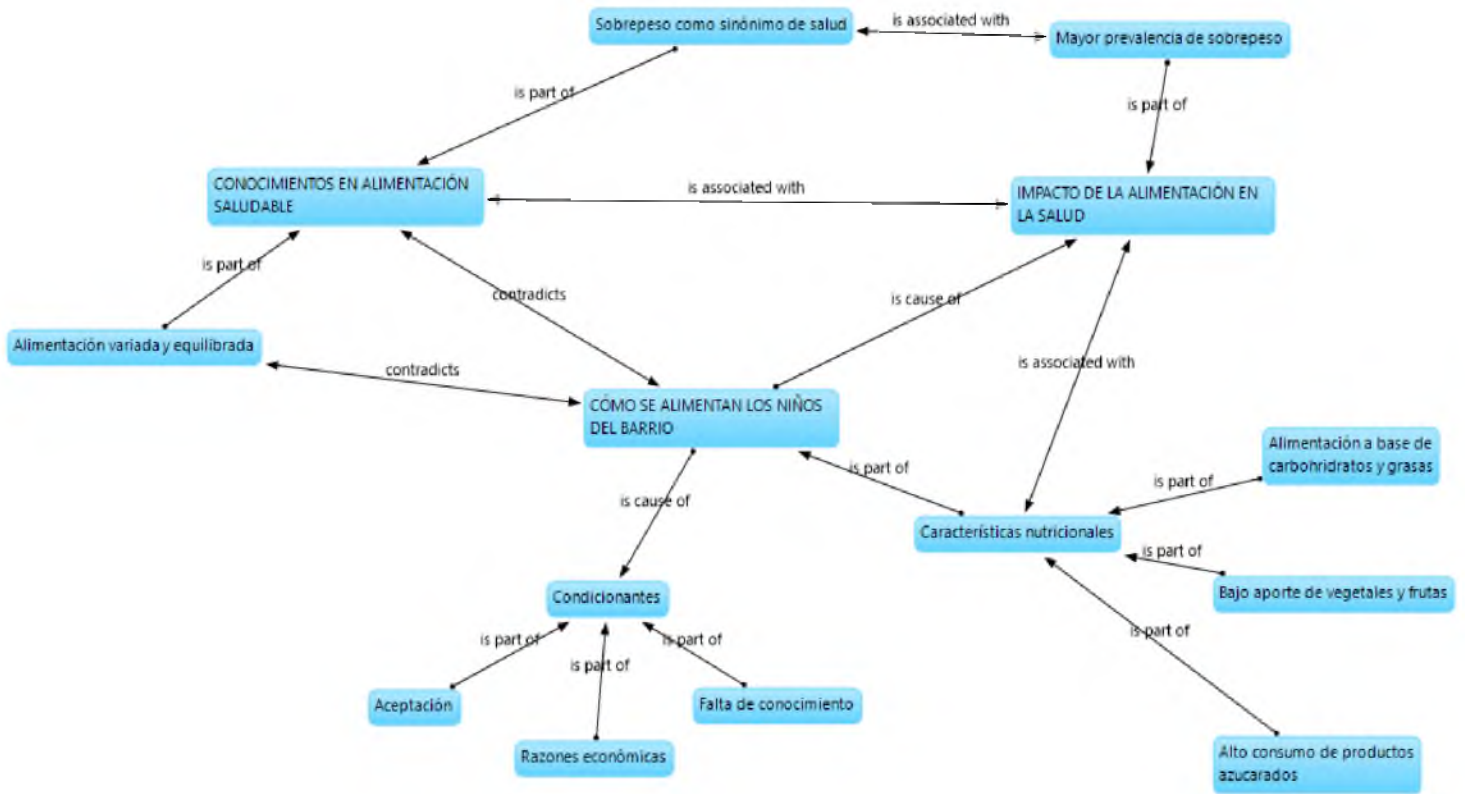 Sobrepeso como sinónimo de salud
is associated with
Mayor prevalencia de sobrepeso
is part of
is part of
CONOCIMIENTOS EN ALIMENTACIÓN
SALUDABLE
is associated with
IMPACTO DE LA ALIMENTACIÓN EN
LA SALUD
is part of
contradicts
is cause of
Alimentación variada y equilibrada
contradicts
is associated with
CÓMO SE ALIMENTAN LOS NIÑOS
DEL BARRIO
is part of
Alimentación a base de
carbohridratos y grasas
is part of
is cause of
Características nutricionales
is part of
Bajo aporte de vegetales y frutas
Condicionantes
is part of
is part of
is part of
is part of
Aceptación
Falta de conocimiento
Razones económicas
Alto consumo de productos
azucarados